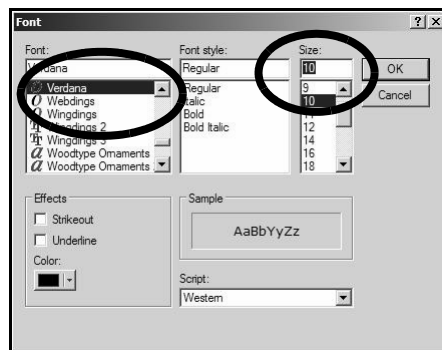 Font
Font: Font style: Size:
Verdana Regular 10 OK
Verdana Regular 9 Cancel
Webdings Italic 10
Wingdings Bold 11
Wingdings 2 Bold Italic 12
Wingdings 3 14
Woodtype Ornaments 16
Woodtype Ornaments 18
Effects Sample
Strikeout
Underline AaBbYyZz
Color:
Script:
Western